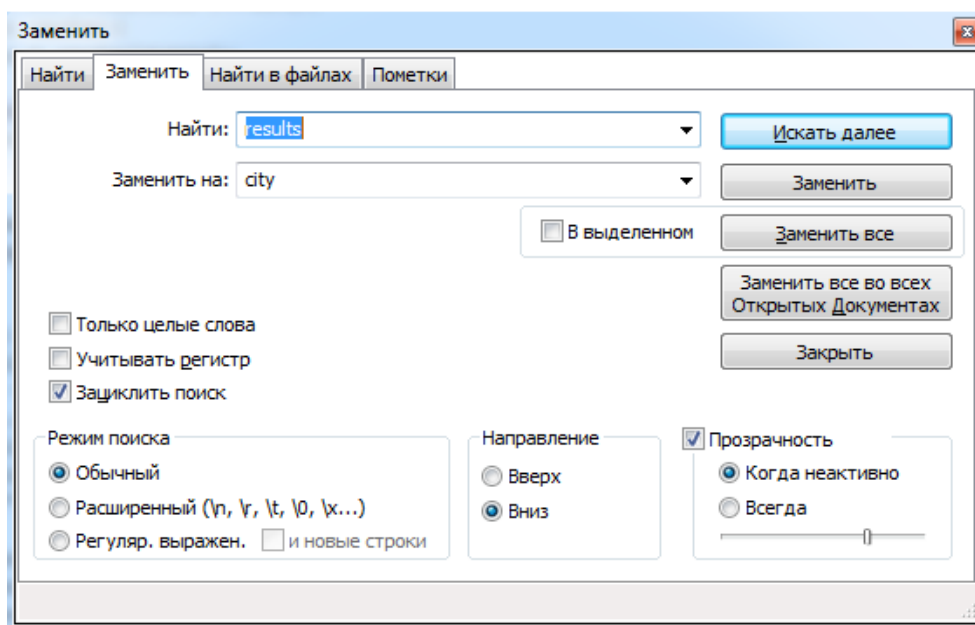 Заменить
Найти Заменить Найти в файлах Пометки
Найти: results Искать далее
Заменить на: city Заменить
В выделенном Заменить все
Заменить все во всех
Открытых Документах
Только целые слова
Учитывать регистр Закрыть
Зациклить поиск
Режим поиска Направление Прозрачность
Обычный Вверх Когда неактивно
Расширенный (\n, \r, \t, \0, \x...) Вниз Всегда
Регуляр. выражен. и новые строки